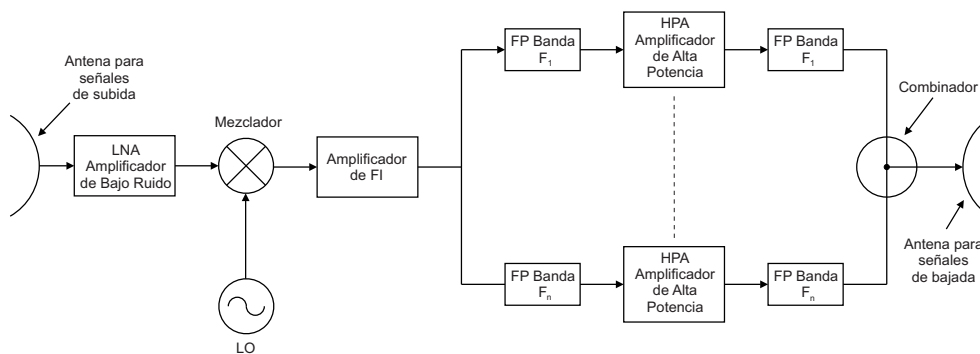 Antena para
señales
de subida
LNA
Amplificador
de Bajo Ruido
Mezclador
LO
Amplificador
de FI
FP Banda
F1
HPA
Amplificador
de Alta
Potencia
FP Banda
F1
FP Banda
Fn
HPA
Amplificador
de Alta
Potencia
FP Banda
Fn
Combinador
Antena para
señales
de bajada